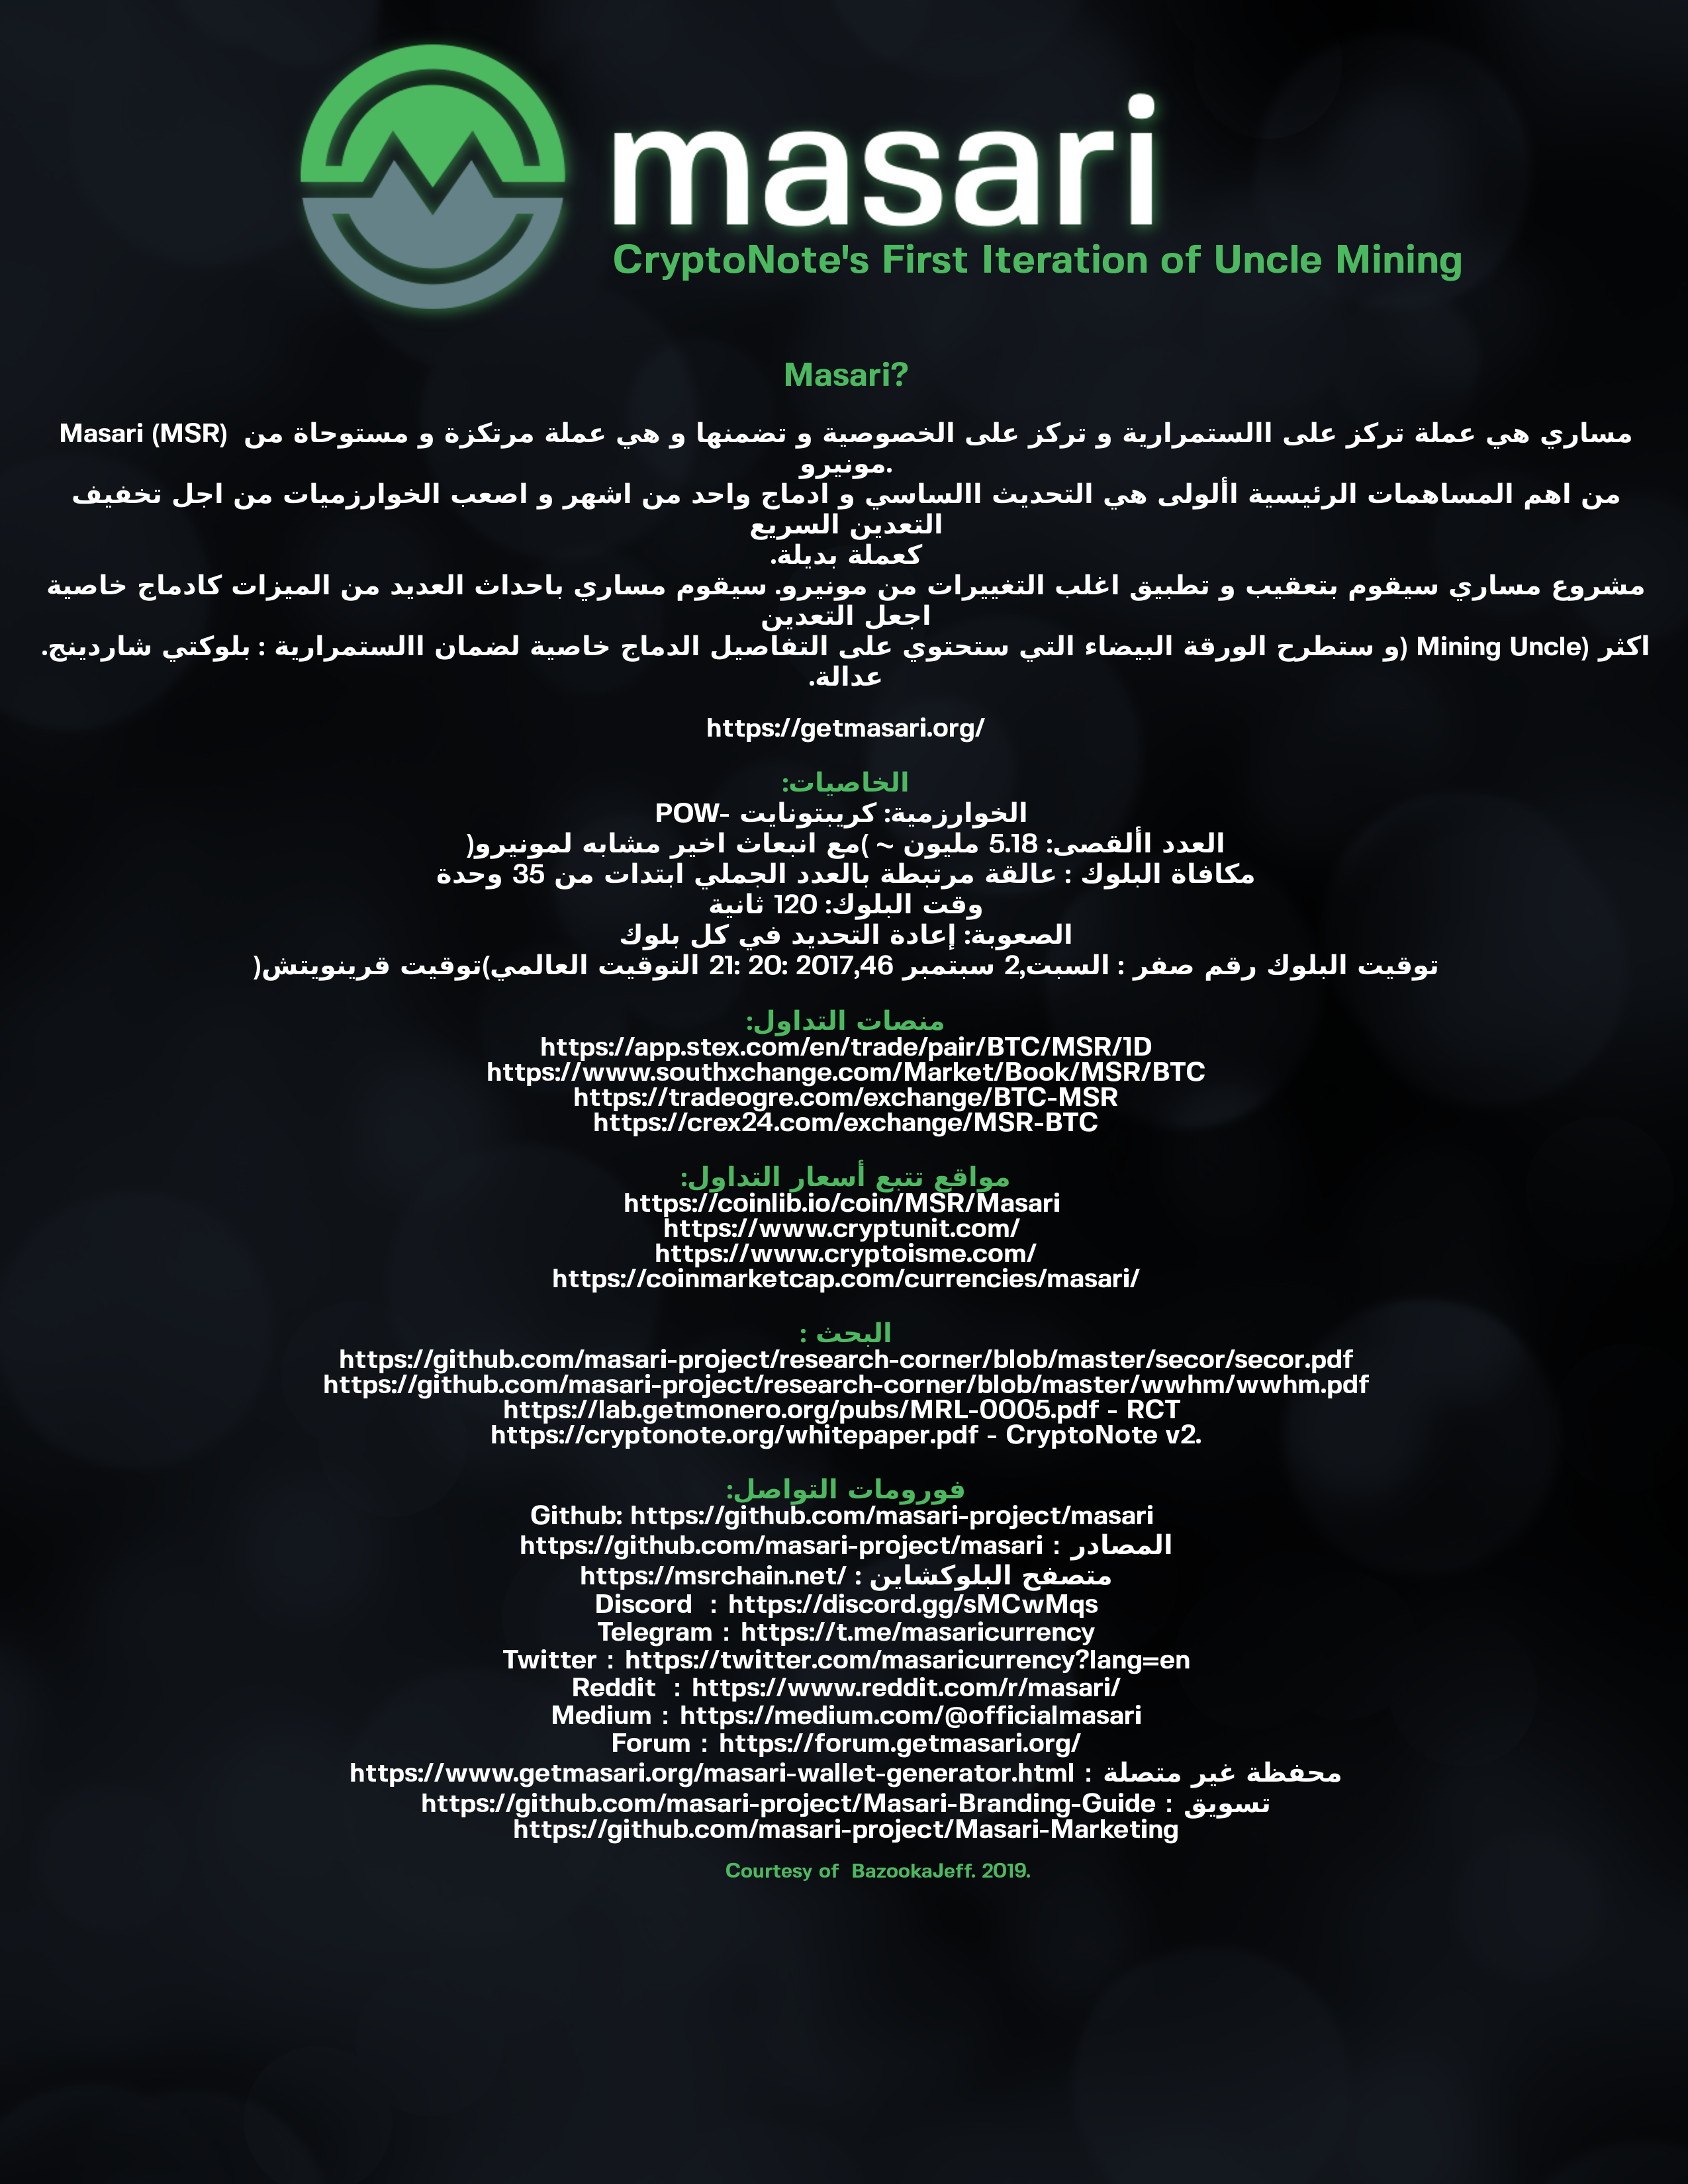 masari
CryptoNote's First Iteration of Uncle Mining
Masari?
مساري هي عملة تركز على االستمرارية و تركز على الخصوصية و تضمنها و هي عملة مرتكزة و مستوحاة من Masari (MSR)
.مونيرو
من اهم المساهمات الرئيسية األولى هي التحديث االساسي و ادماج واحد من اشهر و اصعب الخوارزميات من اجل تخفيف
التعدين السريع
كعملة بديلة.
مشروع مساري سيقوم بتعقيب و تطبيق اغلب التغييرات من مونيرو. سيقوم مساري باحداث العديد من الميزات كادماج خاصية
اجعل التعدين
اكثر (Mining Uncle (و ستطرح الورقة البيضاء التي ستحتوي على التفاصيل الدماج خاصية لضمان االستمرارية : بلوكتي شاردينج.
عدالة.
https://getmasari.org/
الخاصيات:
الخوارزمية: كريبتونايت -POW
العدد األقصى: 5.18 مليون ~ )مع انبعاث اخير مشابه لمونيرو(
مكافاة البلوك : عالقة مرتبطة بالعدد الجملي ابتدات من 35 وحدة
وقت البلوك: 120 ثانية
الصعوبة: إعادة التحديد في كل بلوك
توقيت البلوك رقم صفر : السبت,2 سبتمبر 2017,46 :20 :21 التوقيت العالمي)توقيت قرينويتش(
منصات التداول:
https://app.stex.com/en/trade/pair/BTC/MSR/1D
https://www.southxchange.com/Market/Book/MSR/BTC
https://tradeogre.com/exchange/BTC-MSR
https://crex24.com/exchange/MSR-BTC
مواقع تتبع أسعار التداول:
https://coinlib.io/coin/MSR/Masari
https://www.cryptunit.com/
https://www.cryptoisme.com/
https://coinmarketcap.com/currencies/masari/
البحث :
https://github.com/masari-project/research-corner/blob/master/secor/secor.pdf
https://github.com/masari-project/research-corner/blob/master/wwhm/wwhm.pdf
https://lab.getmonero.org/pubs/MRL-0005.pdf - RCT
https://cryptonote.org/whitepaper.pdf - CryptoNote v2.
فورومات التواصل:
Github: https://github.com/masari-project/masari
المصادر : https://github.com/masari-project/masari
متصفح البلوكشاين : https://msrchain.net/
Discord : https://discord.gg/sMCwMqs
Telegram : https://t.me/masaricurrency
Twitter : https://twitter.com/masaricurrency?lang=en
Reddit : https://www.reddit.com/r/masari/
Medium : https://medium.com/@officialmasari
Forum : https://forum.getmasari.org/
محفظة غير متصلة : https://www.getmasari.org/masari-wallet-generator.html
تسويق : https://github.com/masari-project/Masari-Branding-Guide
https://github.com/masari-project/Masari-Marketing
Courtesy of BazookaJeff. 2019.